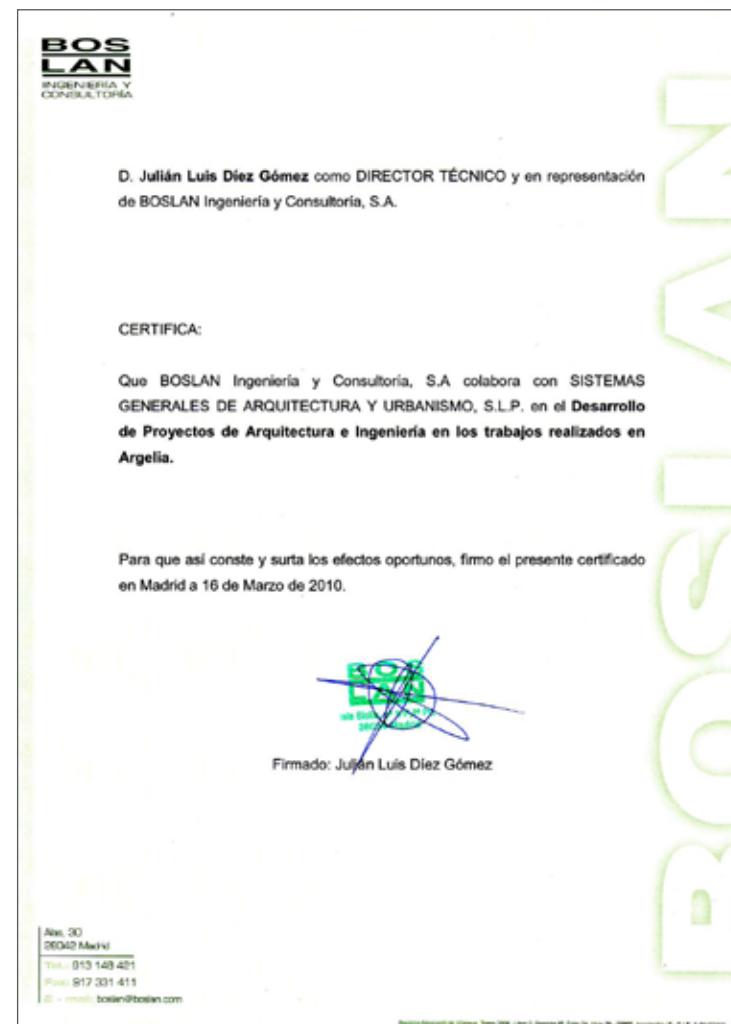 BOS
LAN
INGENIERÍA Y
CONSULTORÍA
D. Julián Luis Díez Gómez como DIRECTOR TÉCNICO y en representación
de BOSLAN Ingeniería y Consultoría, S.A.
CERTIFICA:
Que BOSLAN Ingeniería y Consultoría, S.A colabora con SISTEMAS
GENERALES DE ARQUITECTURA Y URBANISMO, S.L.P. en el Desarrollo
de Proyectos de Arquitectura e Ingeniería en los trabajos realizados en
Argelia.
Para que así conste y surta los efectos oportunos, firmo el presente certificado
en Madrid a 16 de Marzo de 2010.
BOS
LAN
Firmado: Julián Luis Díez Gómez
28042 Madrid
Tel.: 913 148 421
Fax: 917 331 411
boslan@boslan.com
BOSLAN